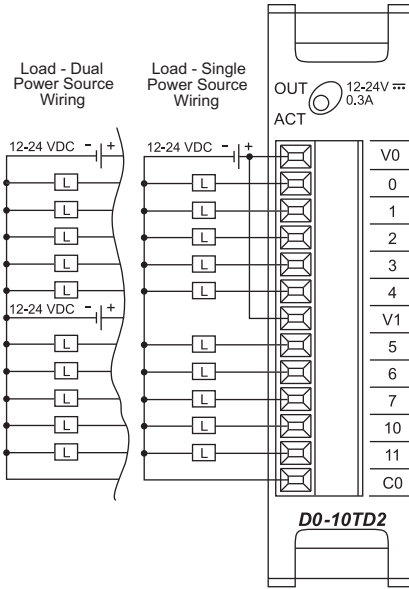 Load - Dual
Power Source
Wiring
Load - Single
Power Source
Wiring
OUT
ACT
12-24V ⎓
0.3A
12-24 VDC - +
L
L
L
L
L
12-24 VDC - +
L
L
L
L
L
12-24 VDC - +
L
L
L
L
L
L
L
L
L
L
V0
0
1
2
3
4
V1
5
6
7
10
11
C0
D0-10TD2